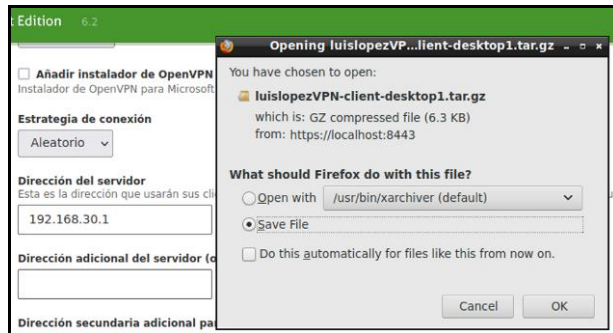 t Edition 6.2
Añadir instalador de OpenVPN
Instalador de OpenVPN para Microsoft
Estrategia de conexión
Aleatorio
Dirección del servidor
Esta es la dirección que usarán sus cli
192.168.30.1
Dirección adicional del servidor (o
Dirección secundaria adicional pa
Opening luislopezVP...lient-desktop1.tar.gz
You have chosen to open:
luislopezVPN-client-desktop1.tar.gz
which is: GZ compressed file (6.3 KB)
from: https://localhost:8443
What should Firefox do with this file?
Open with /usr/bin/xarchiver (default)
Save File
Do this automatically for files like this from now on.
Cancel OK